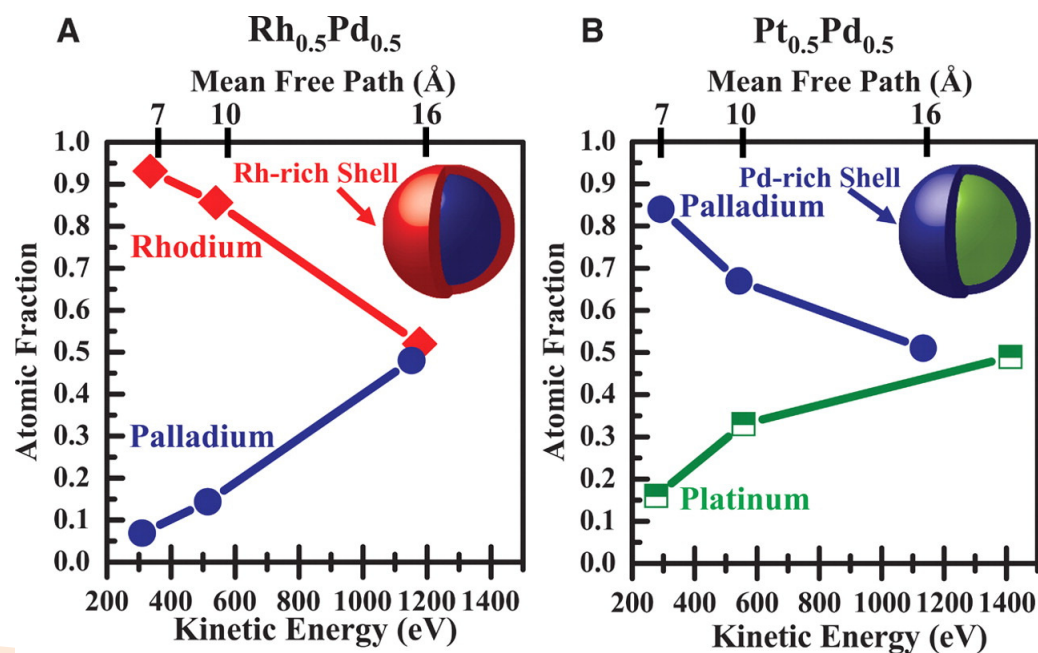 A
Rh0.5Pd0.5
Mean Free Path (Å)
7 10 16
1.0
0.9
0.8
0.7
0.6
0.5
0.4
0.3
0.2
0.1
0.0
Atomic Fraction
Rh-rich Shell
Rhodium
Palladium
200 400 600 800 1000 1200 1400
Kinetic Energy (eV)
B
Pt0.5Pd0.5
Mean Free Path (Å)
7 10 16
1.0
0.9
0.8
0.7
0.6
0.5
0.4
0.3
0.2
0.1
0.0
Atomic Fraction
Pd-rich Shell
Palladium
Platinum
200 400 600 800 1000 1200 1400
Kinetic Energy (eV)